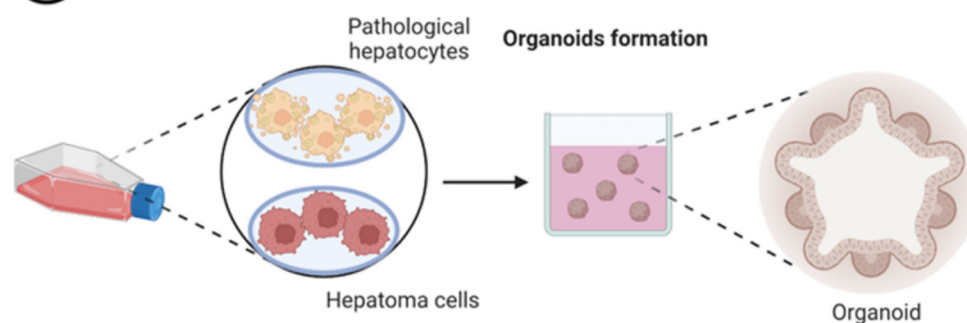 Pathological
hepatocytes
Organoids formation
Hepatoma cells
Organoid